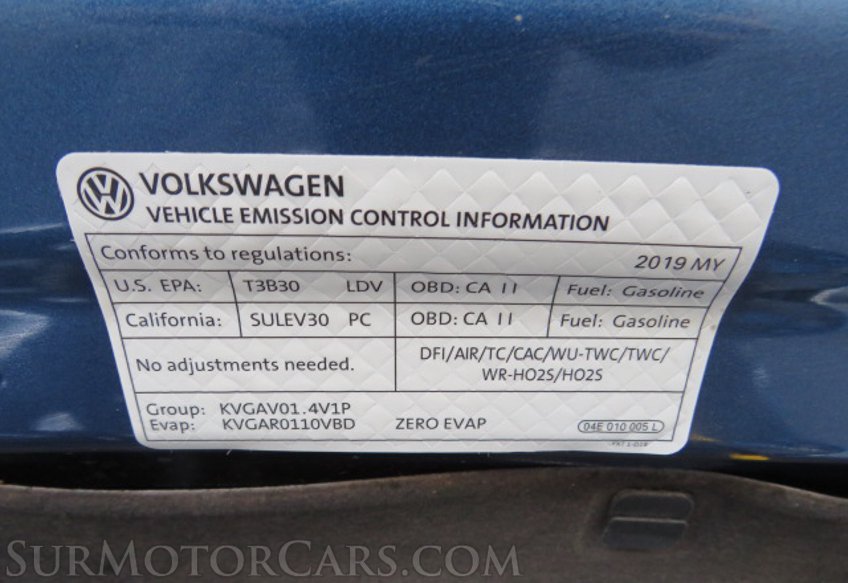 VOLKSWAGEN
VEHICLE EMISSION CONTROL INFORMATION
Conforms to regulations: 2019 MY
U.S. EPA: T3B30 LDV OBD: CA II Fuel: Gasoline
California: SULEV30 PC OBD: CA II Fuel: Gasoline
No adjustments needed.
DFI/AIR/TC/CAC/WU-TWC/TWC/
WR-HO2S/HO2S
Group: KVGAV01.4V1P
Evap: KVGAR0110VBD ZERO EVAP 04E 010 005 L
SurMotorCars.com